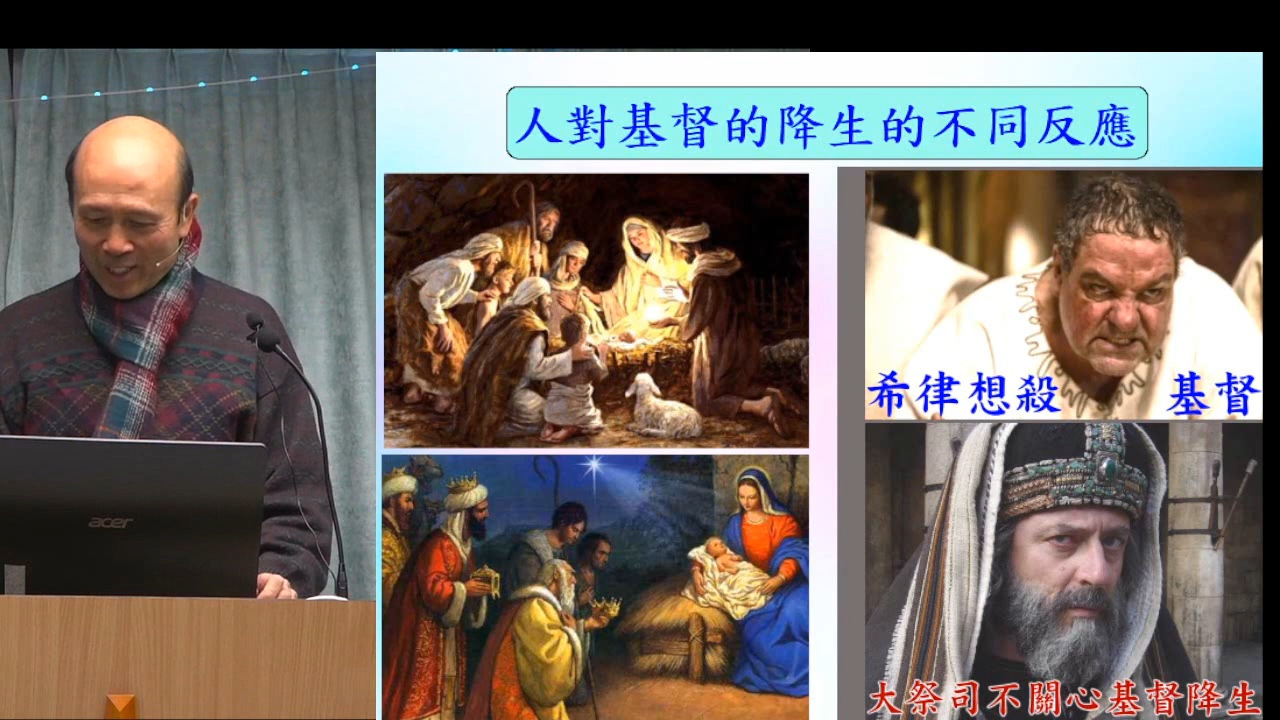 人對基督的降生的不同反應
希律想殺 基督
大祭司不關心基督降生
acer